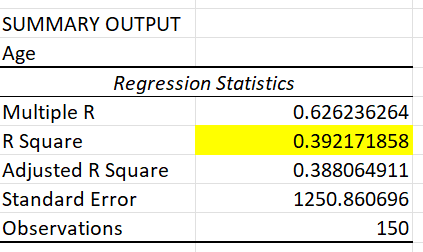 SUMMARY OUTPUT
Age
Regression Statistics
Multiple R 0.626236264
R Square 0.392171858
Adjusted R Square 0.388064911
Standard Error 1250.860696
Observations 150